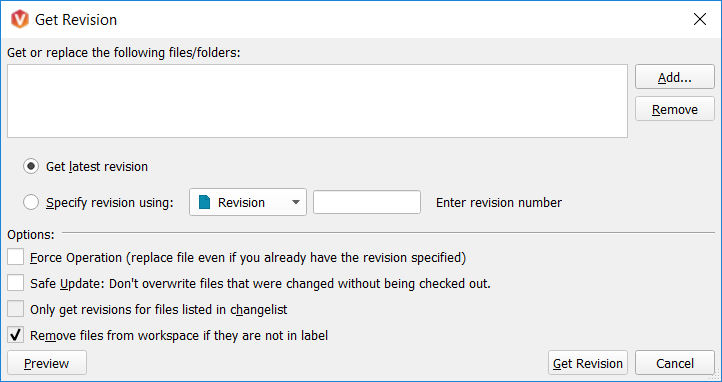 Get Revision
Get or replace the following files/folders:
Add...
Remove
Get latest revision
Specify revision using: Revision Enter revision number
Options:
Force Operation (replace file even if you already have the revision specified)
Safe Update: Don't overwrite files that were changed without being checked out.
Only get revisions for files listed in changelist
Remove files from workspace if they are not in label
Preview Get Revision Cancel